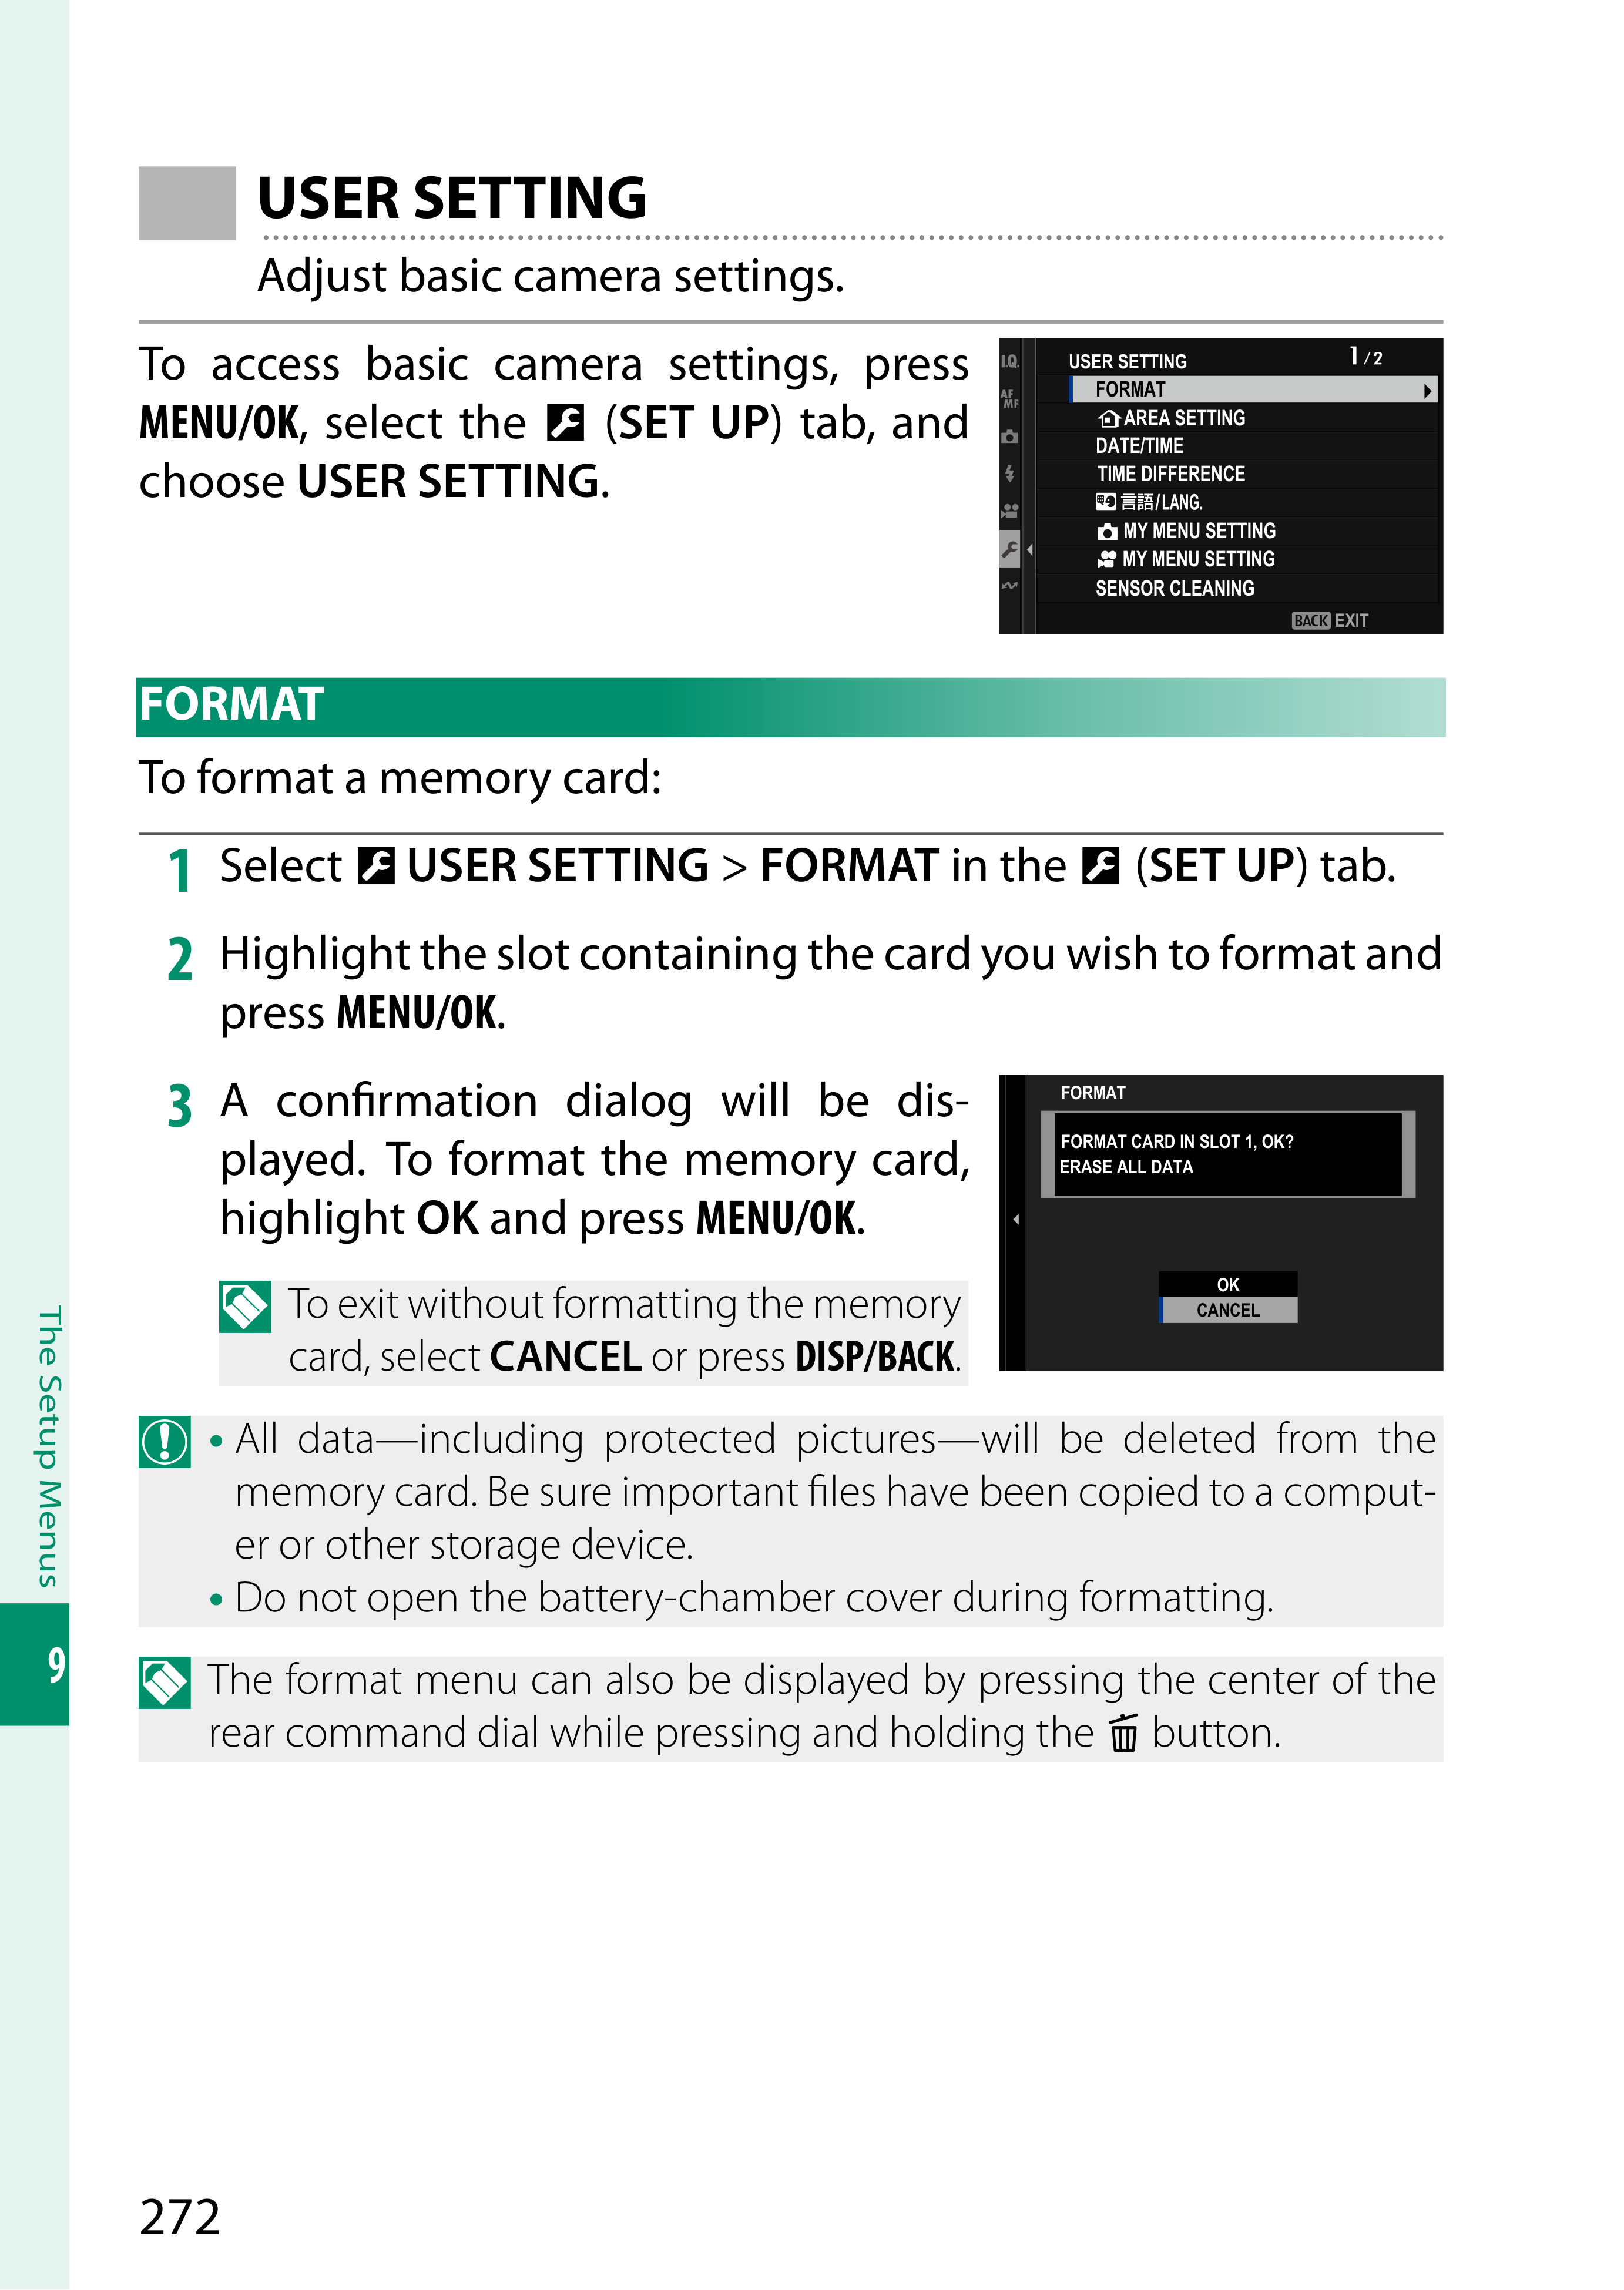 USER SETTING
Adjust basic camera settings.
To access basic camera settings, press
MENU/OK, select the (SET UP) tab, and
choose USER SETTING.
I.Q.
AF
MF
USER SETTING 1/2
FORMAT
AREA SETTING
DATE/TIME
TIME DIFFERENCE
言語/LANG.
MY MENU SETTING
MY MENU SETTING
SENSOR CLEANING
BACK EXIT
FORMAT
To format a memory card:
1 Select USER SETTING > FORMAT in the (SET UP) tab.
2 Highlight the slot containing the card you wish to format and
press MENU/OK.
3 A confirmation dialog will be dis-
played. To format the memory card,
highlight OK and press MENU/OK.
FORMAT
FORMAT CARD IN SLOT 1, OK?
ERASE ALL DATA
OK
CANCEL
To exit without formatting the memory
card, select CANCEL or press DISP/BACK.
• All data—including protected pictures—will be deleted from the
memory card. Be sure important files have been copied to a comput-
er or other storage device.
• Do not open the battery-chamber cover during formatting.
The format menu can also be displayed by pressing the center of the
rear command dial while pressing and holding the button.
The Setup Menus
9
272